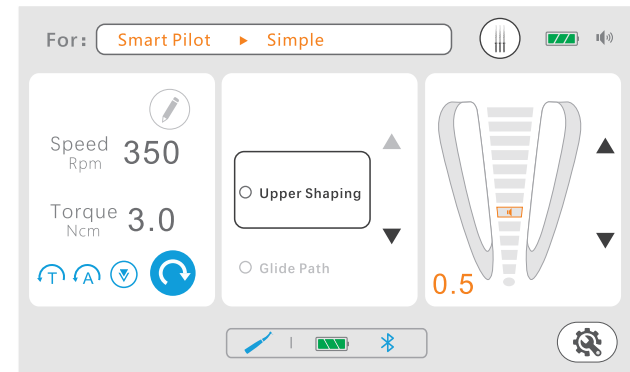 For: Smart Pilot ▸ Simple
Speed 350
Rpm
Torque 3.0
Ncm
T A
Upper Shaping
Glide Path
0.5